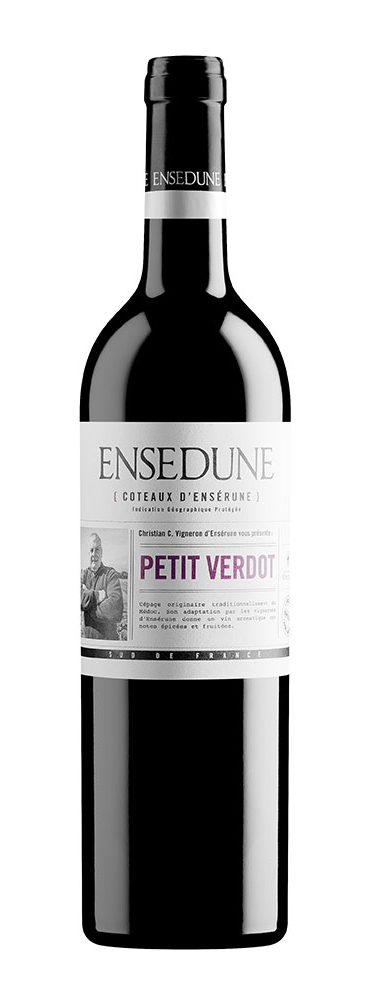 ENSEDUNE
ENSEDUNE
[ COTEAUX D'ENSÉRUNE ]
Indication Géographique Protégée
Christian C. Vigneron d'Ensérune vous présente :
PETIT VERDOT
Cépage originaire traditionnellement du
Médoc, son adaptation par les Vignerons
d'Ensérune donne un vin aromatique aux
notes épicées et fruitées.
SUD DE FRANCE